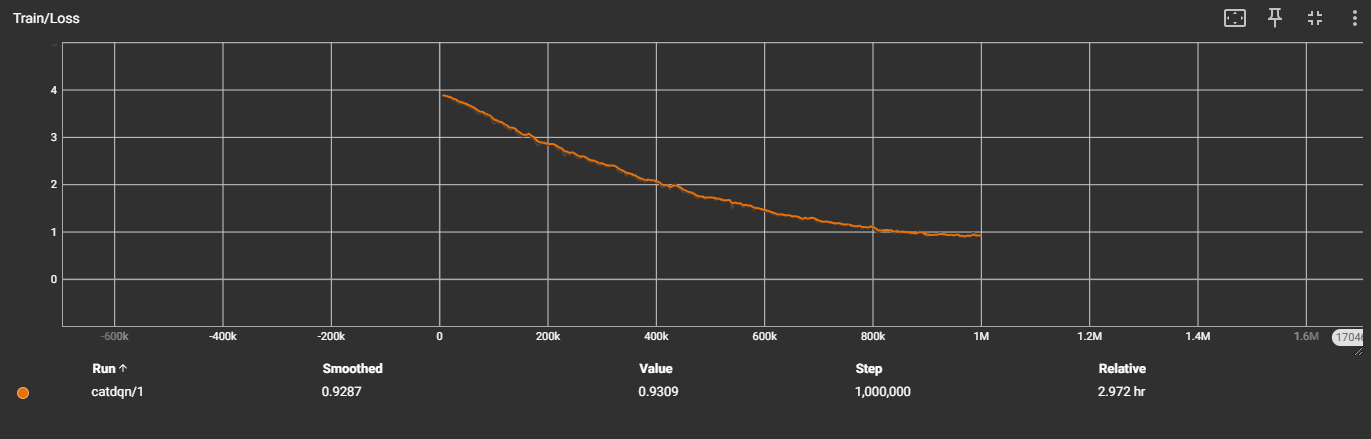 Train/Loss
4
3
2
1
0
-600k -400k -200k 0 200k 400k 600k 800k 1M 1.2M 1.4M 1.6M
Run Smoothed Value Step Relative
catdqn/1 0.9287 0.9309 1,000,000 2.972 hr